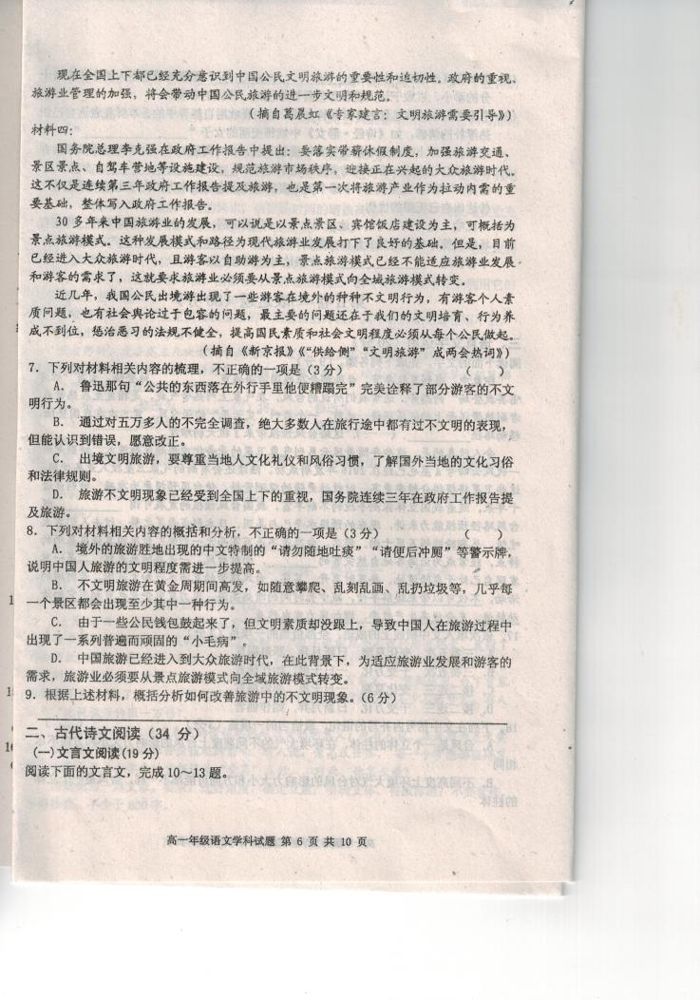 现在全国上下都已经充分意识到中国公民文明旅游的重要性和迫切性。政府的重视、
旅游业管理的加强，将会带动中国公民旅游的进一步文明和规范。
（摘自葛晨虹《专家建言：文明旅游需要引导》）
材料四：
国务院总理李克强在政府工作报告中提出：要落实带薪休假制度，加强旅游交通、
景区景点、自驾车营地等设施建设，规范旅游市场秩序，迎接正在兴起的大众旅游时代。
这不仅是连续第三年政府工作报告提及旅游，也是第一次将旅游产业作为拉动内需的重
要基础，整体写入政府工作报告。
30 多年来中国旅游业的发展，可以说是以景点景区、宾馆饭店建设为主，可概括为
景点旅游模式。这种发展模式和路径为现代旅游业发展打下了良好的基础。但是，目前
已经进入大众旅游时代，且游客以自助游为主，景点旅游模式已经不能适应旅游业发展
和游客的需求了，这就要求旅游业必须要从景点旅游模式向全域旅游模式转变。
近几年，我国公民出境游出现了一些游客在境外的种种不文明行为，有游客个人素
质问题，也有社会舆论过于包容的问题，最主要的问题还在于我们的文明培育、行为养
成不到位，惩治恶习的法规不健全，提高国民素质和社会文明程度必须从每个公民做起。
（摘自《新京报》《“供给侧”“文明旅游”成两会热词》）
7．下列对材料相关内容的梳理，不正确的一项是（3 分） （ ）
A． 鲁迅那句“公共的东西落在外行手里他便糟蹋完”完美诠释了部分游客的不文
明行为。
B． 通过对五万多人的不完全调查，绝大多数人在旅行途中都有过不文明的表现，
但能认识到错误，愿意改正。
C． 出境文明旅游，要尊重当地人文化礼仪和风俗习惯，了解国外当地的文化习俗
和法律规则。
D． 旅游不文明现象已经受到全国上下的重视，国务院连续三年在政府工作报告提
及旅游。
8．下列对材料相关内容的概括和分析，不正确的一项是（3 分） （ ）
A． 境外的旅游胜地出现的中文特制的“请勿随地吐痰”“请便后冲厕”等警示牌，
说明中国人旅游的文明程度需进一步提高。
B． 不文明旅游在黄金周期间高发，如随意攀爬、乱刻乱画、乱扔垃圾等，几乎每
一个景区都会出现至少其中一种行为。
C． 由于一些公民钱包鼓起来了，但文明素质却没跟上，导致中国人在旅游过程中
出现了一系列普遍而顽固的“小毛病”。
D． 中国旅游已经进入到大众旅游时代，在此背景下，为适应旅游业发展和游客的
需求，旅游业必须要从景点旅游模式向全域旅游模式转变。
9．根据上述材料，概括分析如何改善旅游中的不文明现象。（6 分）
二、古代诗文阅读（34 分）
（一）文言文阅读（19 分）
阅读下面的文言文，完成 10～13 题。
高一年级语文学科试题 第 6 页 共 10 页